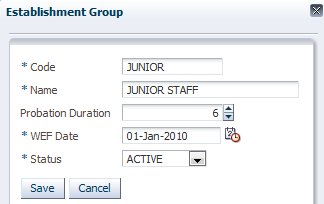 Establishment Group
* Code JUNIOR
* Name JUNIOR STAFF
Probation Duration 6
* WEF Date 01-Jan-2010
* Status ACTIVE
Save Cancel